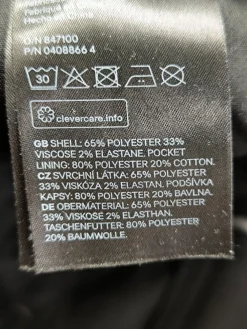 Fabriqué
O/N 847100
P/N 0408866 4
30
clevercare.info
GB SHELL: 65% POLYESTER 33%
VISCOSE 2% ELASTANE. POCKET
LINING: 80% POLYESTER 20% COTTON.
CZ SVRCHNÍ LÁTKA: 65% POLYESTER
33% VISKÓZA 2% ELASTAN. PODŠÍVKA
KAPSY: 80% POLYESTER 20% BAVLNA.
DE OBERMATERIAL: 65% POLYESTER
33% VISKOSE 2% ELASTHAN.
TASCHENFUTTER: 80% POLYESTER
20% BAUMWOLLE.